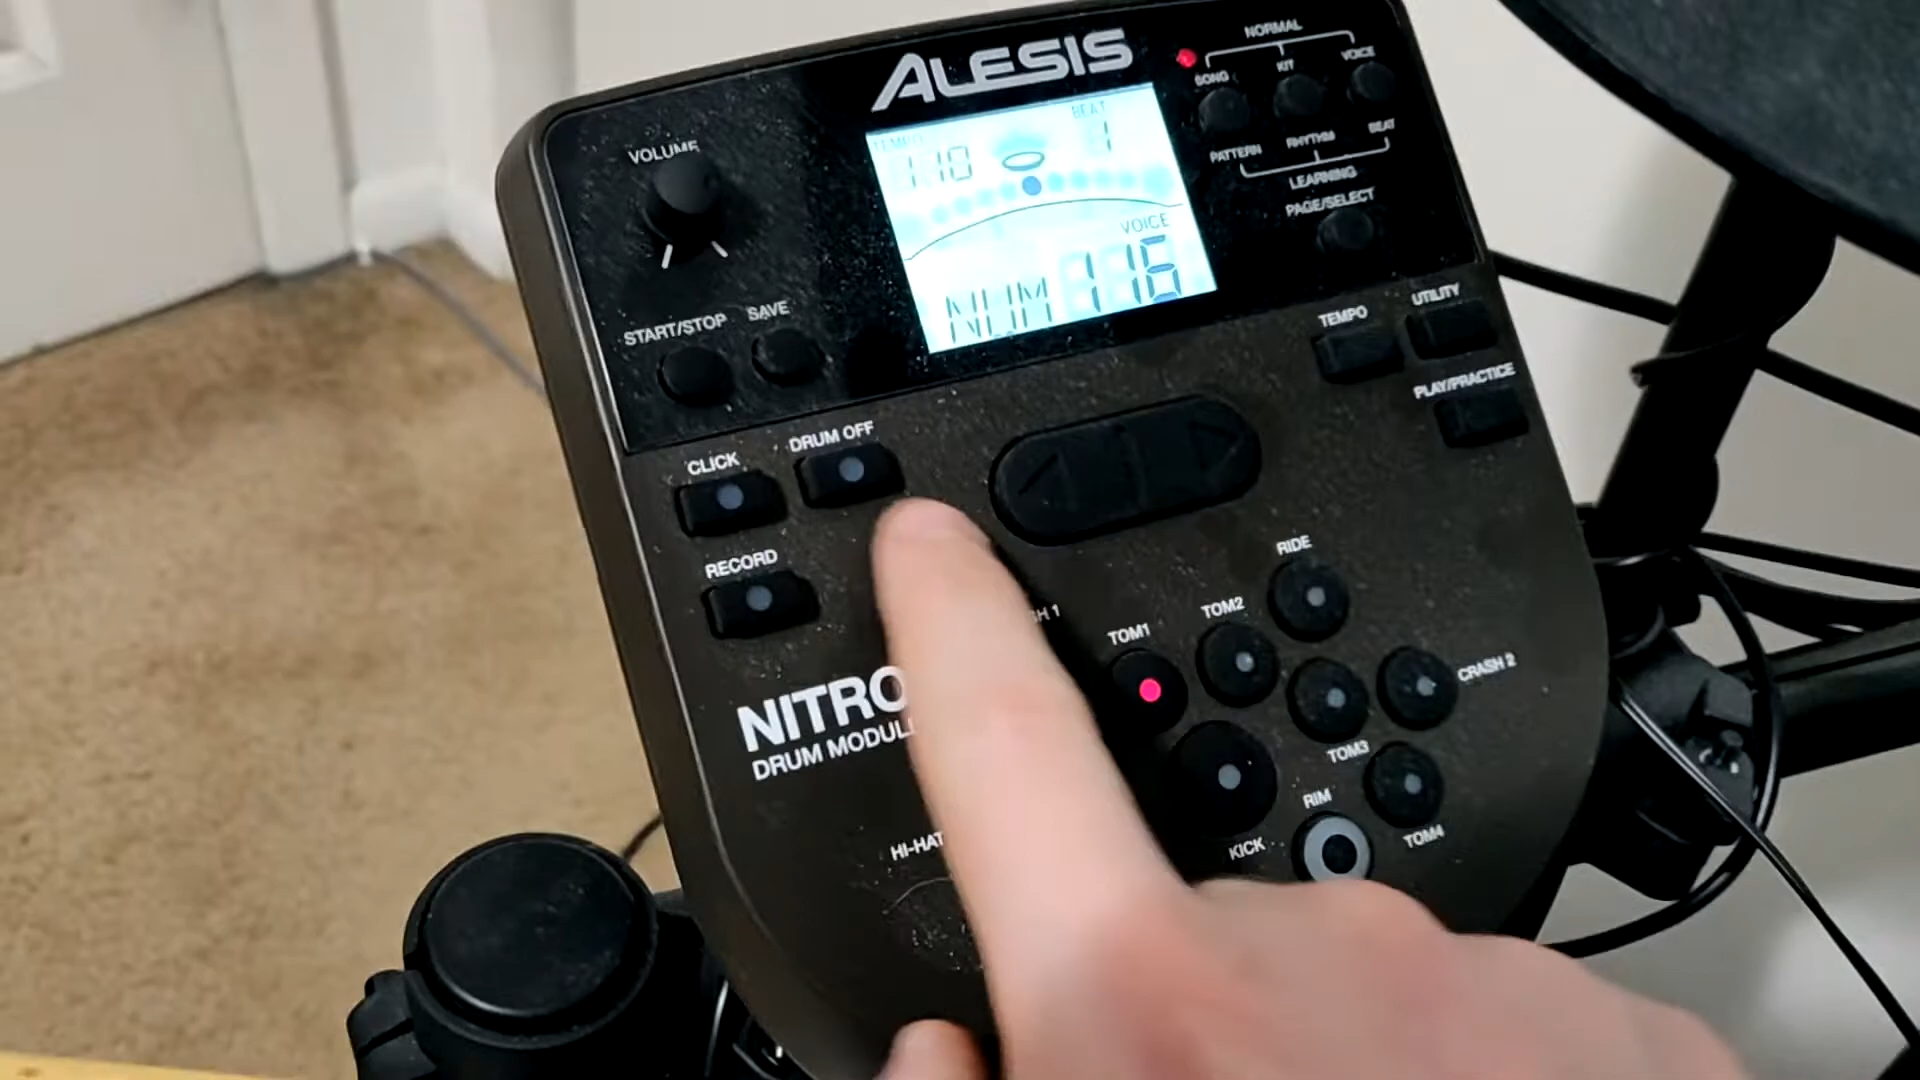 ALESIS
NORMAL
SONG
KIT
VOICE
PATTERN
RHYTHM
BEAT
LEARNING
PAGE/SELECT
VOLUME
TEMPO
BEAT
110
1
VOICE
NUM 116
START/STOP
SAVE
TEMPO
UTILITY
PLAY/PRACTICE
CLICK
DRUM OFF
RECORD
RIDE
H 1
TOM1
TOM2
CRASH 2
NITRO
DRUM MODUL
TOM3
RIM
HI-HAT
KICK
TOM4